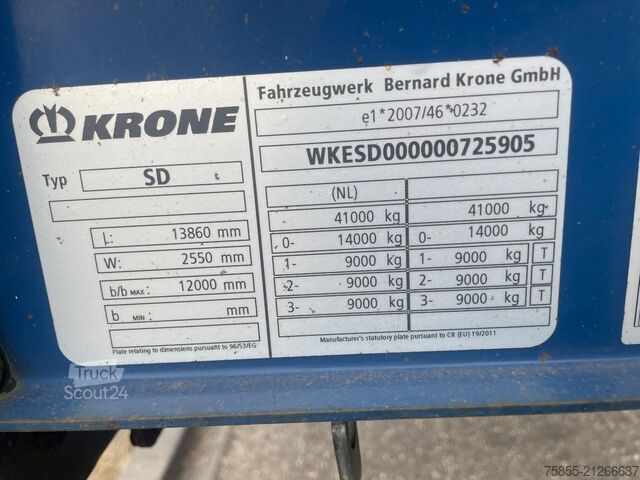 KRONE
Typ SD
L: 13860 mm
W: 2550 mm
b/b MAX: 12000 mm
b MIN: mm
Plate relating to dimensions pursuant to 96/53/EG
Fahrzeugwerk Bernard Krone GmbH
e1*2007/46*0232
WKESD000000725905
(NL)
41000 kg 41000 kg
0- 14000 kg 0- 14000 kg
1- 9000 kg 1- 9000 kg T
2- 9000 kg 2- 9000 kg T
3- 9000 kg 3- 9000 kg T
Manufacturer's statutory plate pursuant to CR (EU) 19/2011
Truck
Scout24
75855-21266637